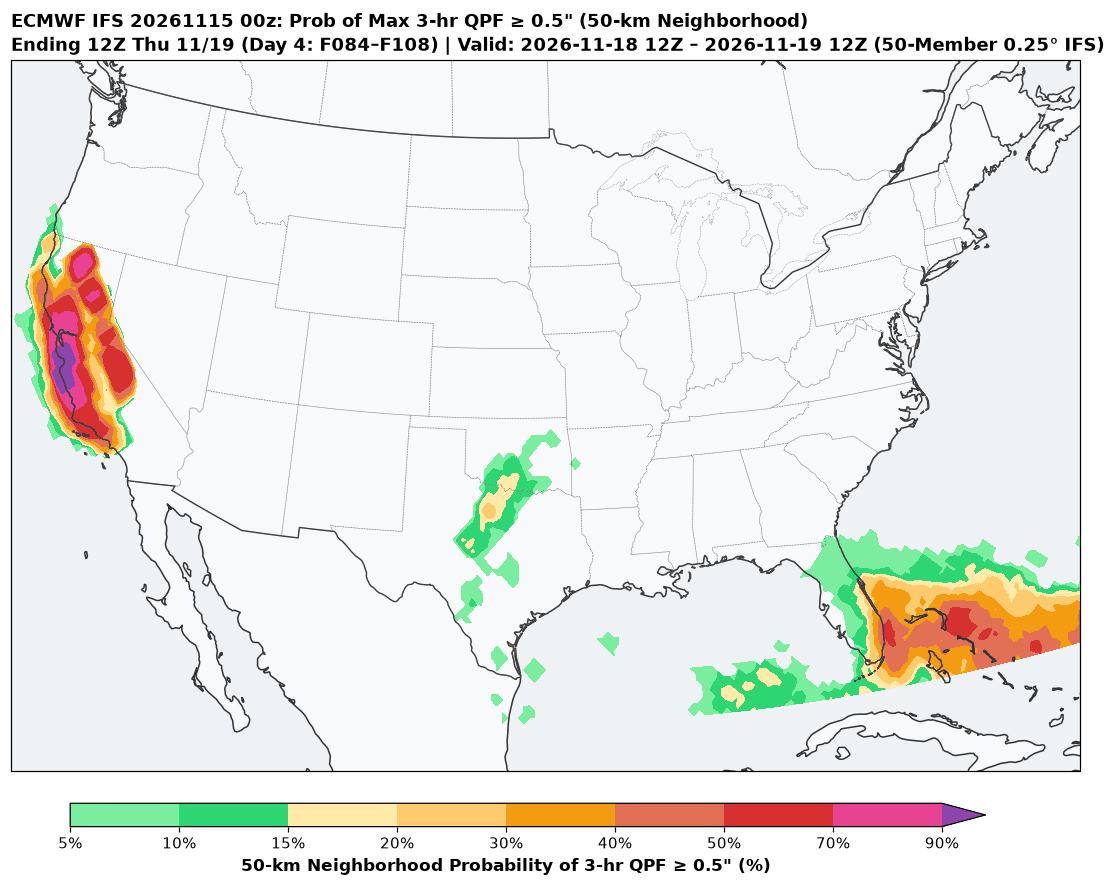 ECMWF IFS 20261115 00z: Prob of Max 3-hr QPF ≥ 0.5" (50-km Neighborhood)
Ending 12Z Thu 11/19 (Day 4: F084–F108) | Valid: 2026-11-18 12Z – 2026-11-19 12Z (50-Member 0.25° IFS)
5% 10% 15% 20% 30% 40% 50% 70% 90%
50-km Neighborhood Probability of 3-hr QPF ≥ 0.5" (%)